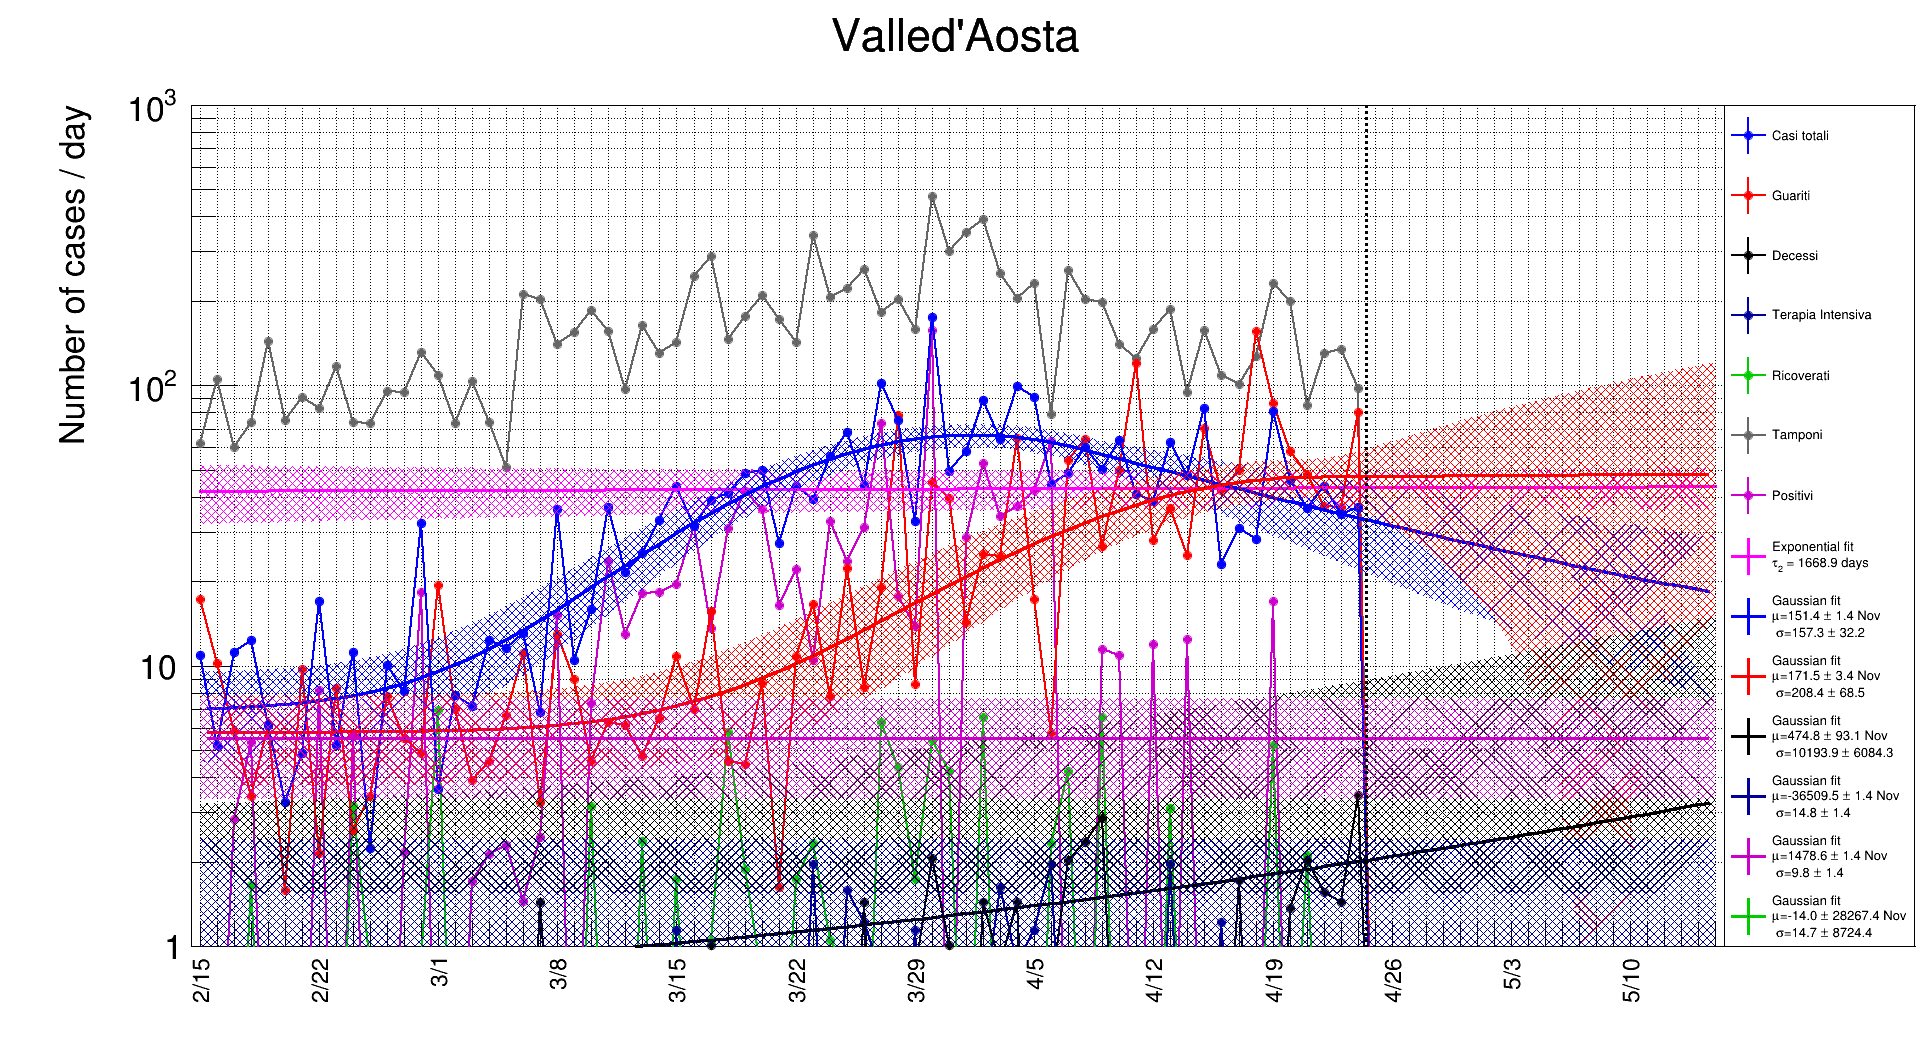 Valled'Aosta
Number of cases / day
10³
10²
10
1
2/15
2/22
3/1
3/8
3/15
3/22
3/29
4/5
4/12
4/19
4/26
5/3
5/10
Casi totali
Guariti
Decessi
Terapia Intensiva
Ricoverati
Tamponi
Positivi
Exponential fit
τ₂ = 1668.9 days
Gaussian fit
μ=151.4 ± 1.4 Nov
σ=157.3 ± 32.2
Gaussian fit
μ=171.5 ± 3.4 Nov
σ=208.4 ± 68.5
Gaussian fit
μ=474.8 ± 93.1 Nov
σ=10193.9 ± 6084.3
Gaussian fit
μ=-36509.5 ± 1.4 Nov
σ=14.8 ± 1.4
Gaussian fit
μ=1478.6 ± 1.4 Nov
σ=9.8 ± 1.4
Gaussian fit
μ=-14.0 ± 28267.4 Nov
σ=14.7 ± 8724.4